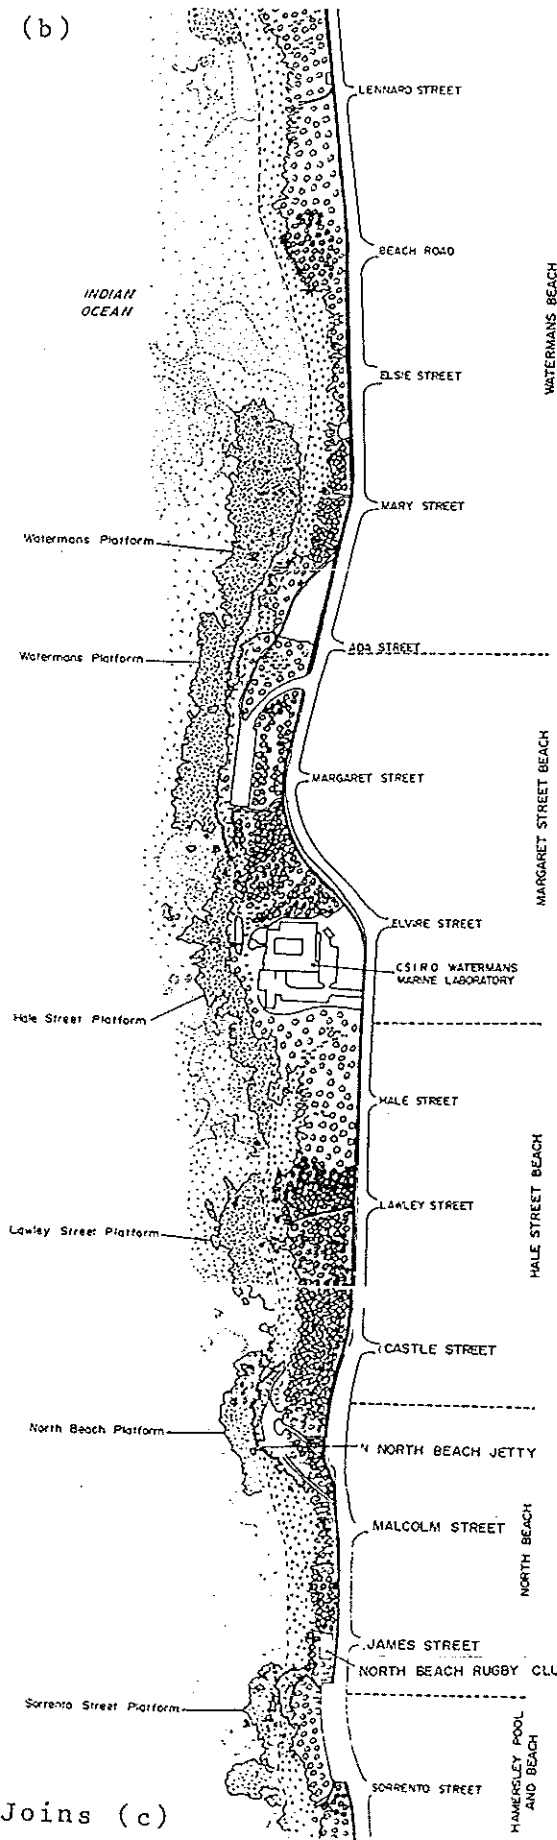 (b)
LENNARD STREET
BEACH ROAD
INDIAN
OCEAN
WATERMANS BEACH
ELSIE STREET
MARY STREET
Watermans Platform
ADA STREET
Watermans Platform
MARGARET STREET
MARGARET STREET BEACH
ELVIRE STREET
CSIRO WATERMANS
MARINE LABORATORY
Hale Street Platform
HALE STREET
HALE STREET BEACH
LAWLEY STREET
Lawley Street Platform
CASTLE STREET
North Beach Platform
NORTH BEACH JETTY
MALCOLM STREET
NORTH BEACH
JAMES STREET
NORTH BEACH RUGBY CLU
Sorrento Street Platform
HAMERSLEY POOL
AND BEACH
SORRENTO STREET
Joins (c)